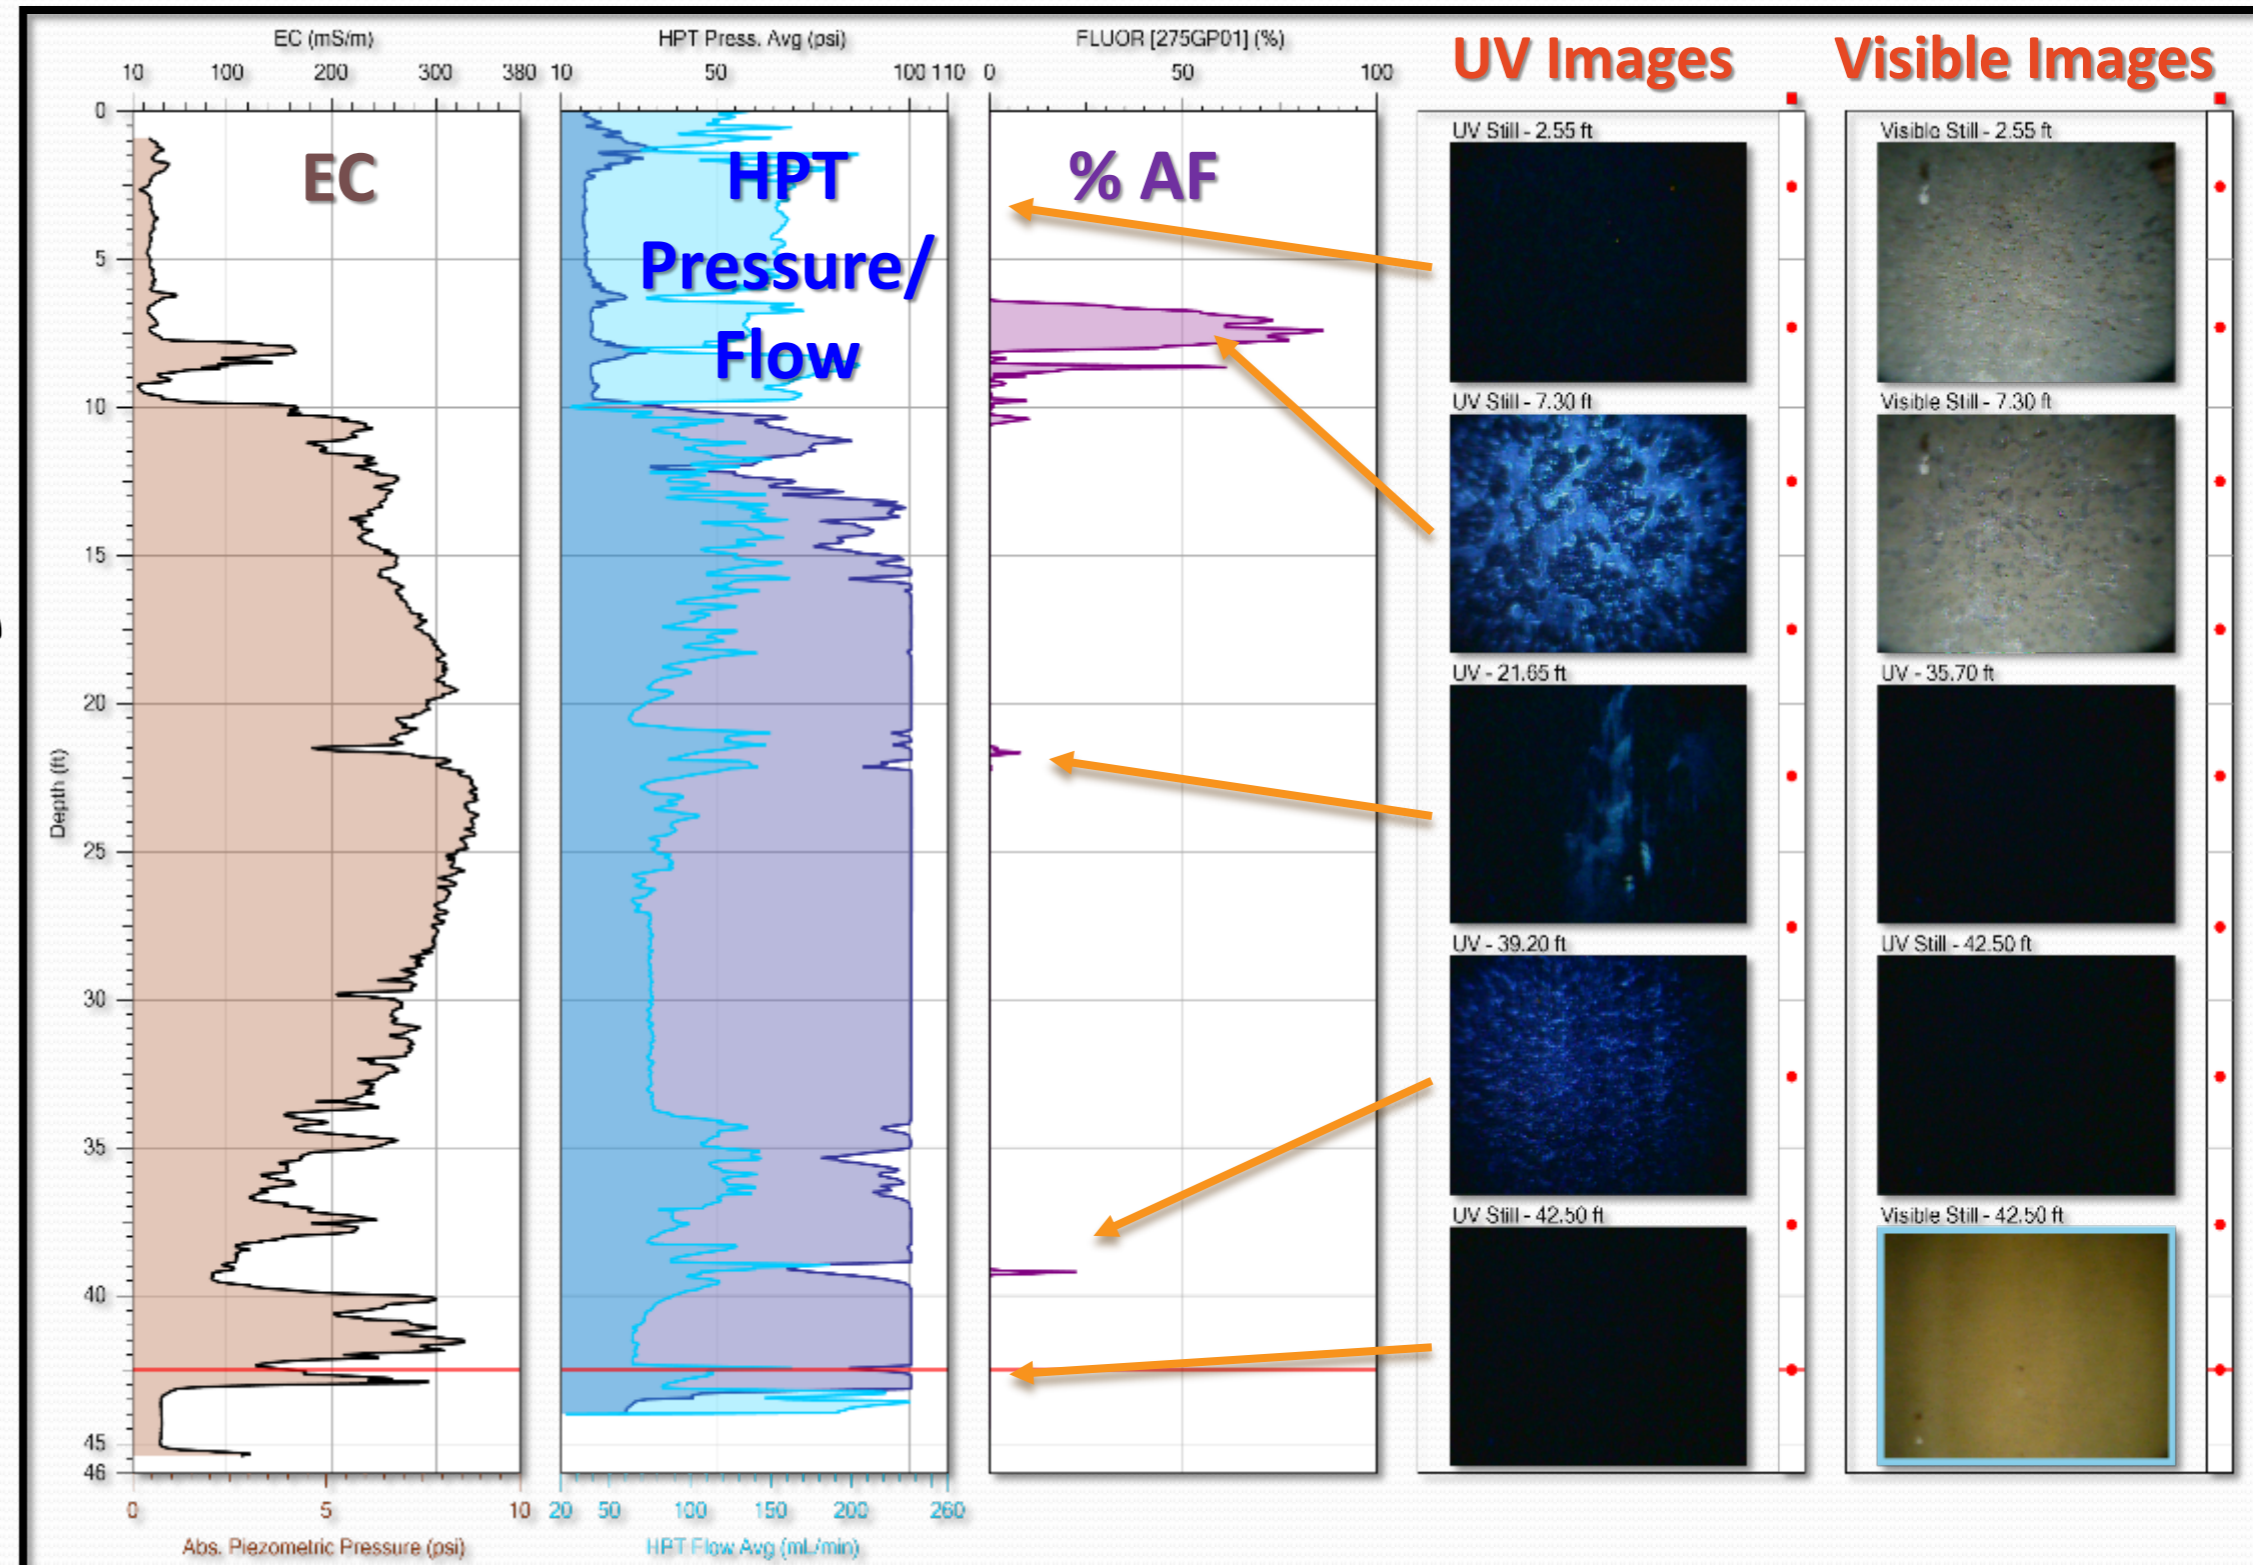 EC (mS/m)
10 100 200 300 380
HPT Press. Avg (psi)
10 50 100 110
FLUOR [275GP01] (%)
0 50 100
UV Images
Visible Images
EC
HPT
Pressure/
Flow
% AF
Depth (ft)
0
5
10
15
20
25
30
35
40
45
46
UV Still - 2.55 ft
UV Still - 7.30 ft
UV - 21.65 ft
UV - 39.20 ft
UV Still - 42.50 ft
Visible Still - 2.55 ft
Visible Still - 7.30 ft
UV - 35.70 ft
UV Still - 42.50 ft
Visible Still - 42.50 ft
0 5 10
Abs. Piezometric Pressure (psi)
20 50 100 150 200 260
HPT Flow Avg (mL/min)